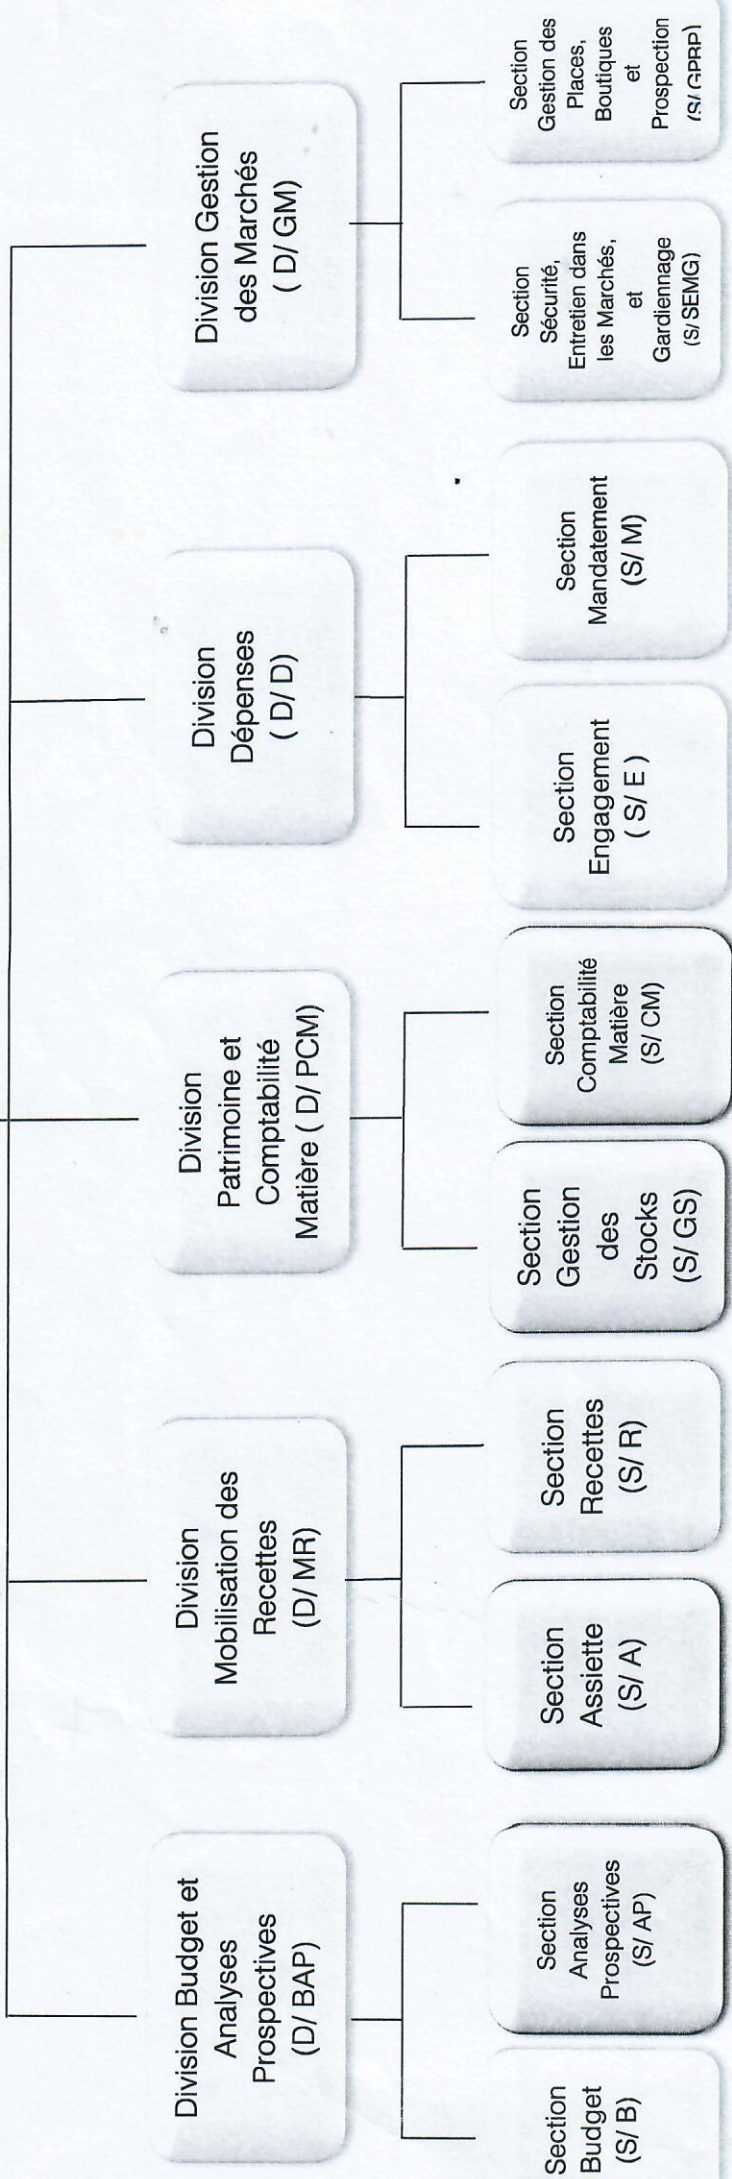 Division Budget et
Analyses
Prospectives
(D/ BAP)
Division
Mobilisation des
Recettes
(D/ MR)
Division
Patrimoine et
Comptabilité
Matière ( D/ PCM)
Division
Dépenses
( D/ D)
Division Gestion
des Marchés
( D/ GM)
Section
Budget
(S/ B)
Section
Analyses
Prospectives
(S/ AP)
Section
Assiette
(S/ A)
Section
Recettes
(S/ R)
Section
Gestion
des
Stocks
(S/ GS)
Section
Comptabilité
Matière
(S/ CM)
Section
Engagement
( S/ E )
Section
Mandatement
(S/ M)
Section
Sécurité,
Entretien dans
les Marchés,
et
Gardiennage
(S/ SEMG)
Section
Gestion des
Places,
Boutiques
et
Prospection
(S/ GPBP)